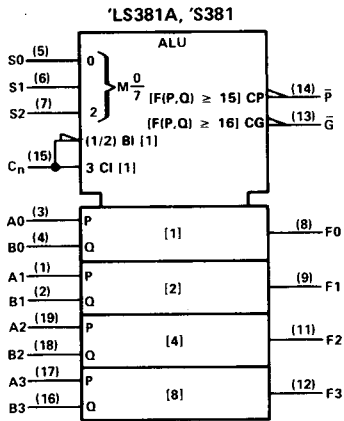 'LS381A, 'S381
ALU
S0 (5) 0
S1 (6) M 0/7
S2 (7) 2
[F(P,Q) ≥ 15] CP (14) P̅
[F(P,Q) ≥ 16] CG (13) G̅
(1/2) BI [1]
Cn (15) 3 CI [1]
A0 (3) P
B0 (4) Q
[1] (8) F0
A1 (1) P
B1 (2) Q
[2] (9) F1
A2 (19) P
B2 (18) Q
[4] (11) F2
A3 (17) P
B3 (16) Q
[8] (12) F3